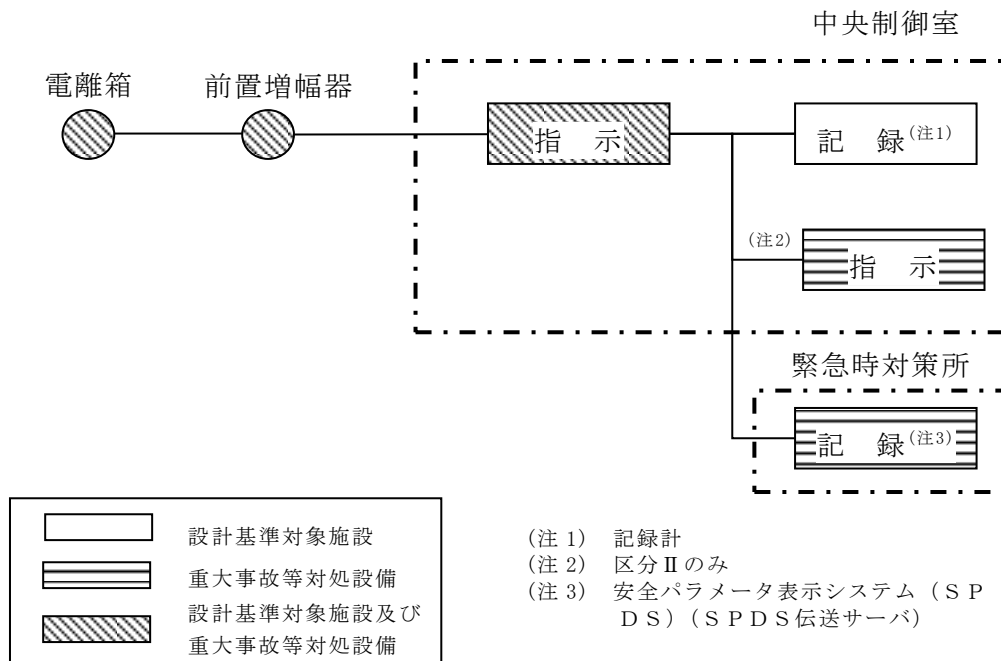 中央制御室
電離箱
前置増幅器
指　示
記　録(注1)
(注2)
指　示
緊急時対策所
記　録(注3)
設計基準対象施設
重大事故等対処設備
設計基準対象施設及び
重大事故等対処設備
(注 1)　記録計
(注 2)　区分Ⅱのみ
(注 3)　安全パラメータ表示システム（ＳＰ
ＤＳ）（ＳＰＤＳ伝送サーバ）